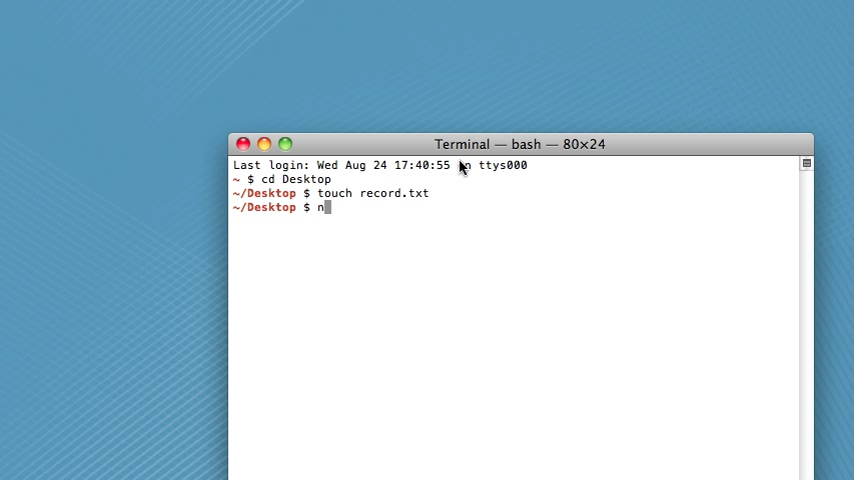 Terminal — bash — 80×24
Last login: Wed Aug 24 17:40:55 on ttys000
~ $ cd Desktop
~/Desktop $ touch record.txt
~/Desktop $ n